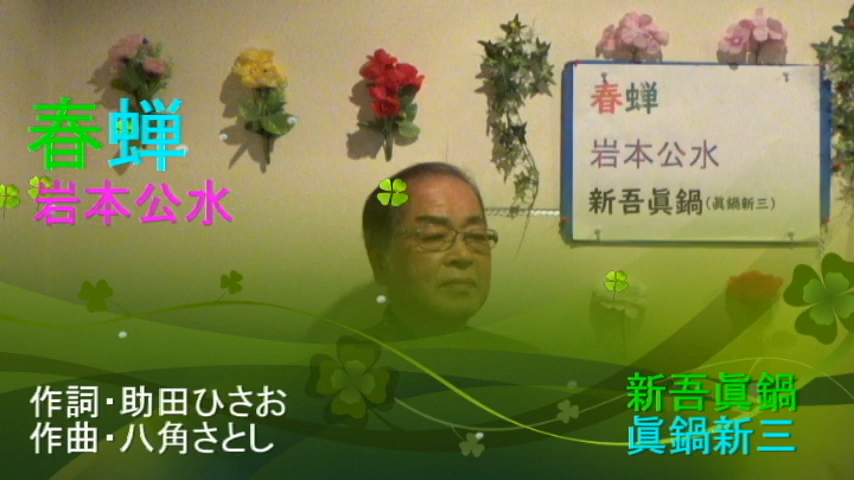 春蝉
岩本公水
春蝉
岩本公水
新吾眞鍋(眞鍋新三)
作詞・助田ひさお
作曲・八角さとし
新吾眞鍋
眞鍋新三